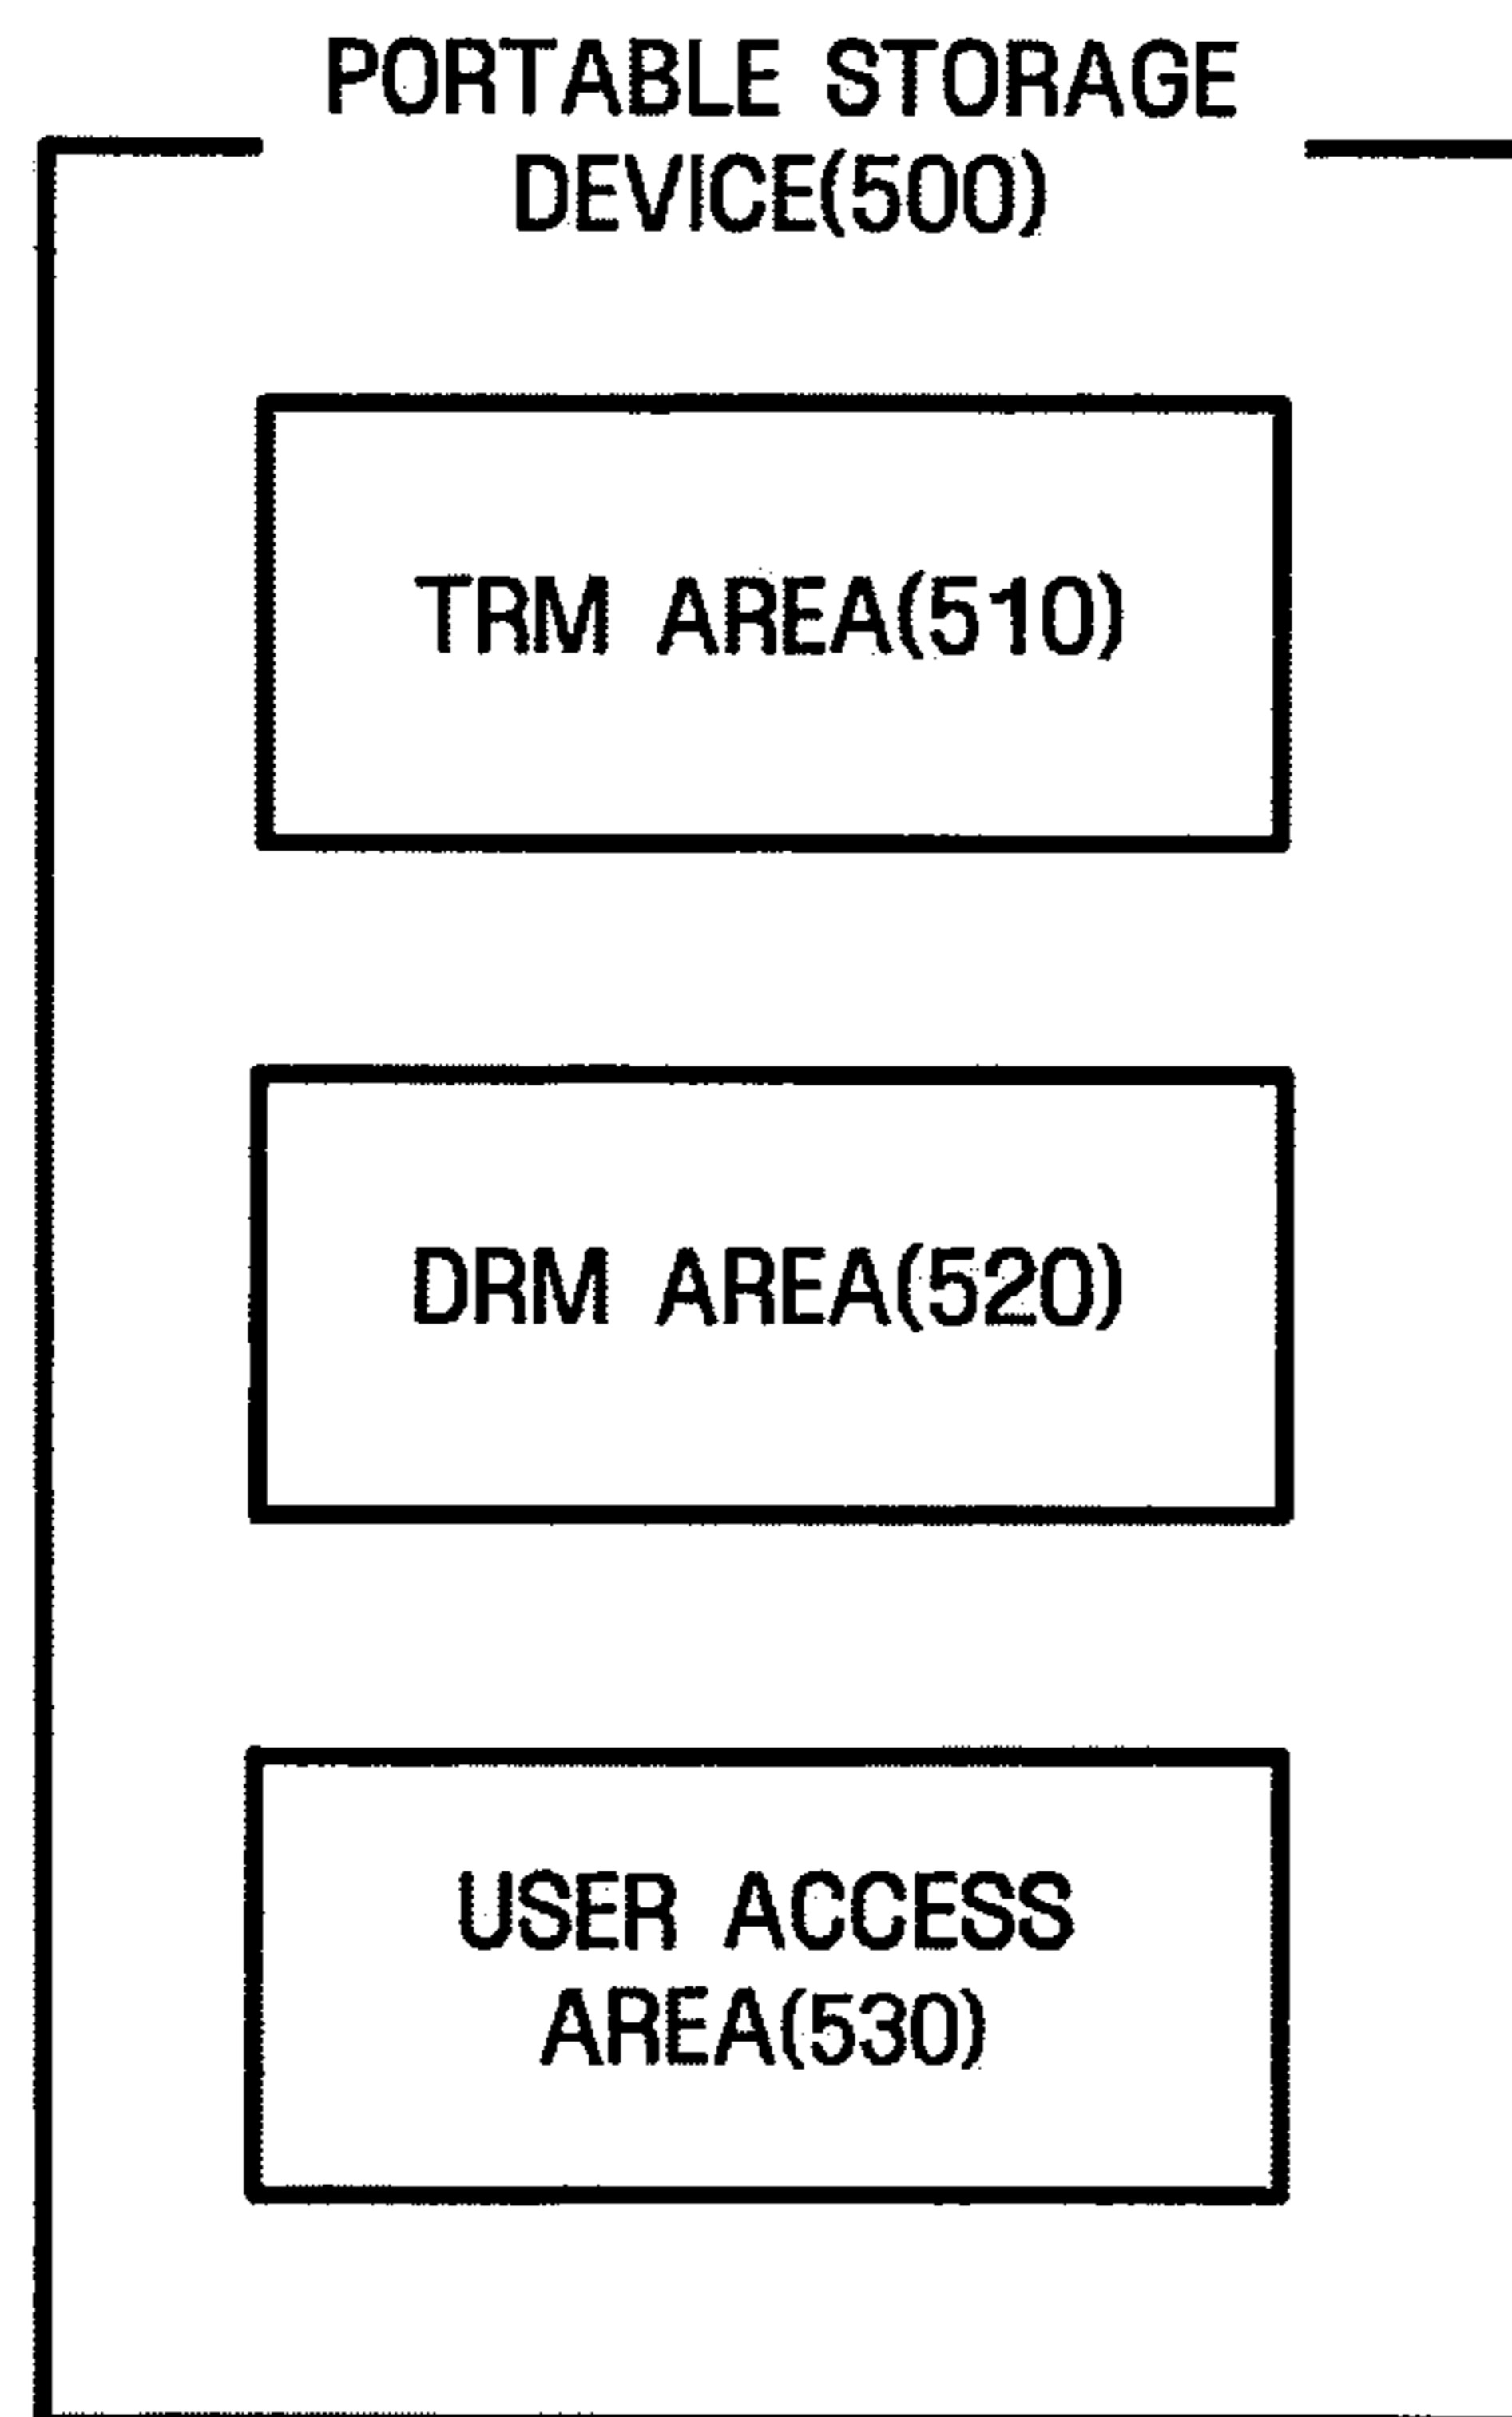 PORTABLE STORAGE
DEVICE(500)
TRM AREA(510)
DRM AREA(520)
USER ACCESS
AREA(530)